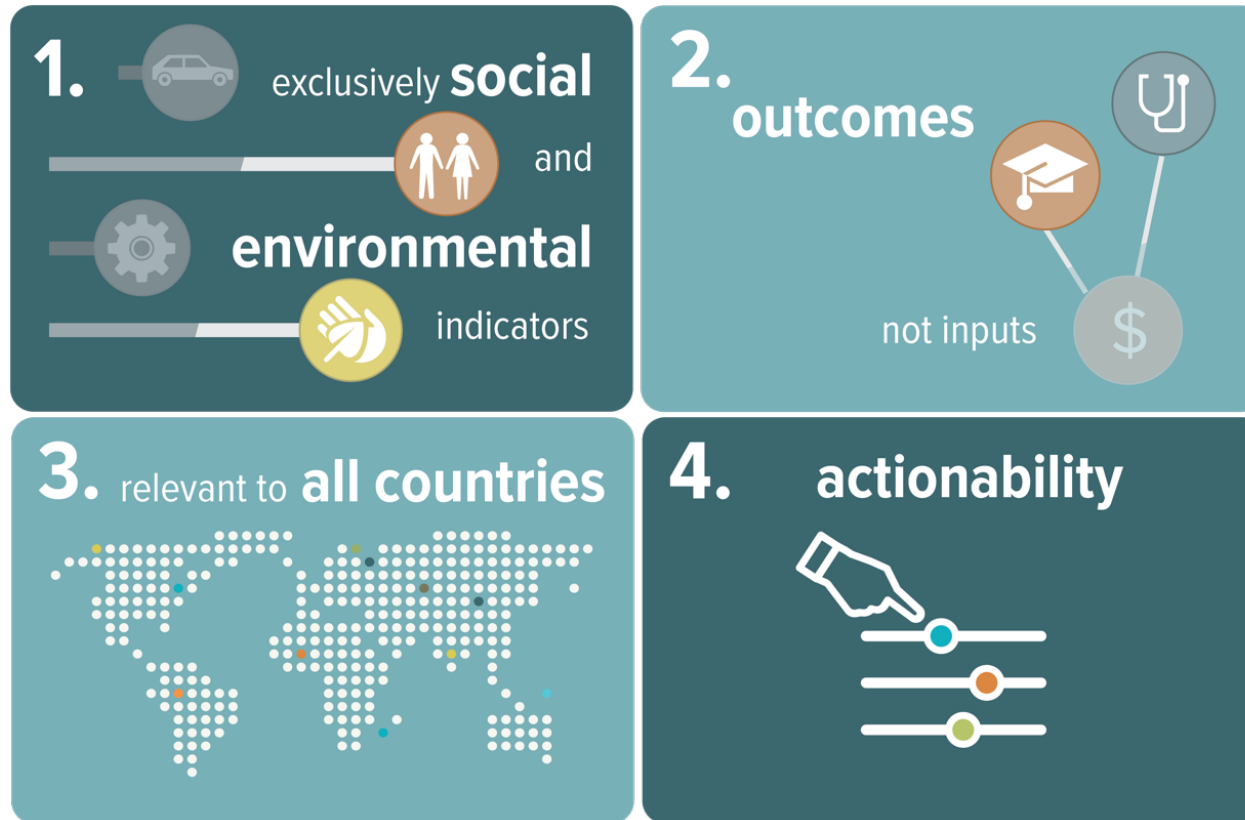 1. exclusively social
and
environmental
indicators
2.
outcomes
not inputs
$
3. relevant to all countries
4. actionability